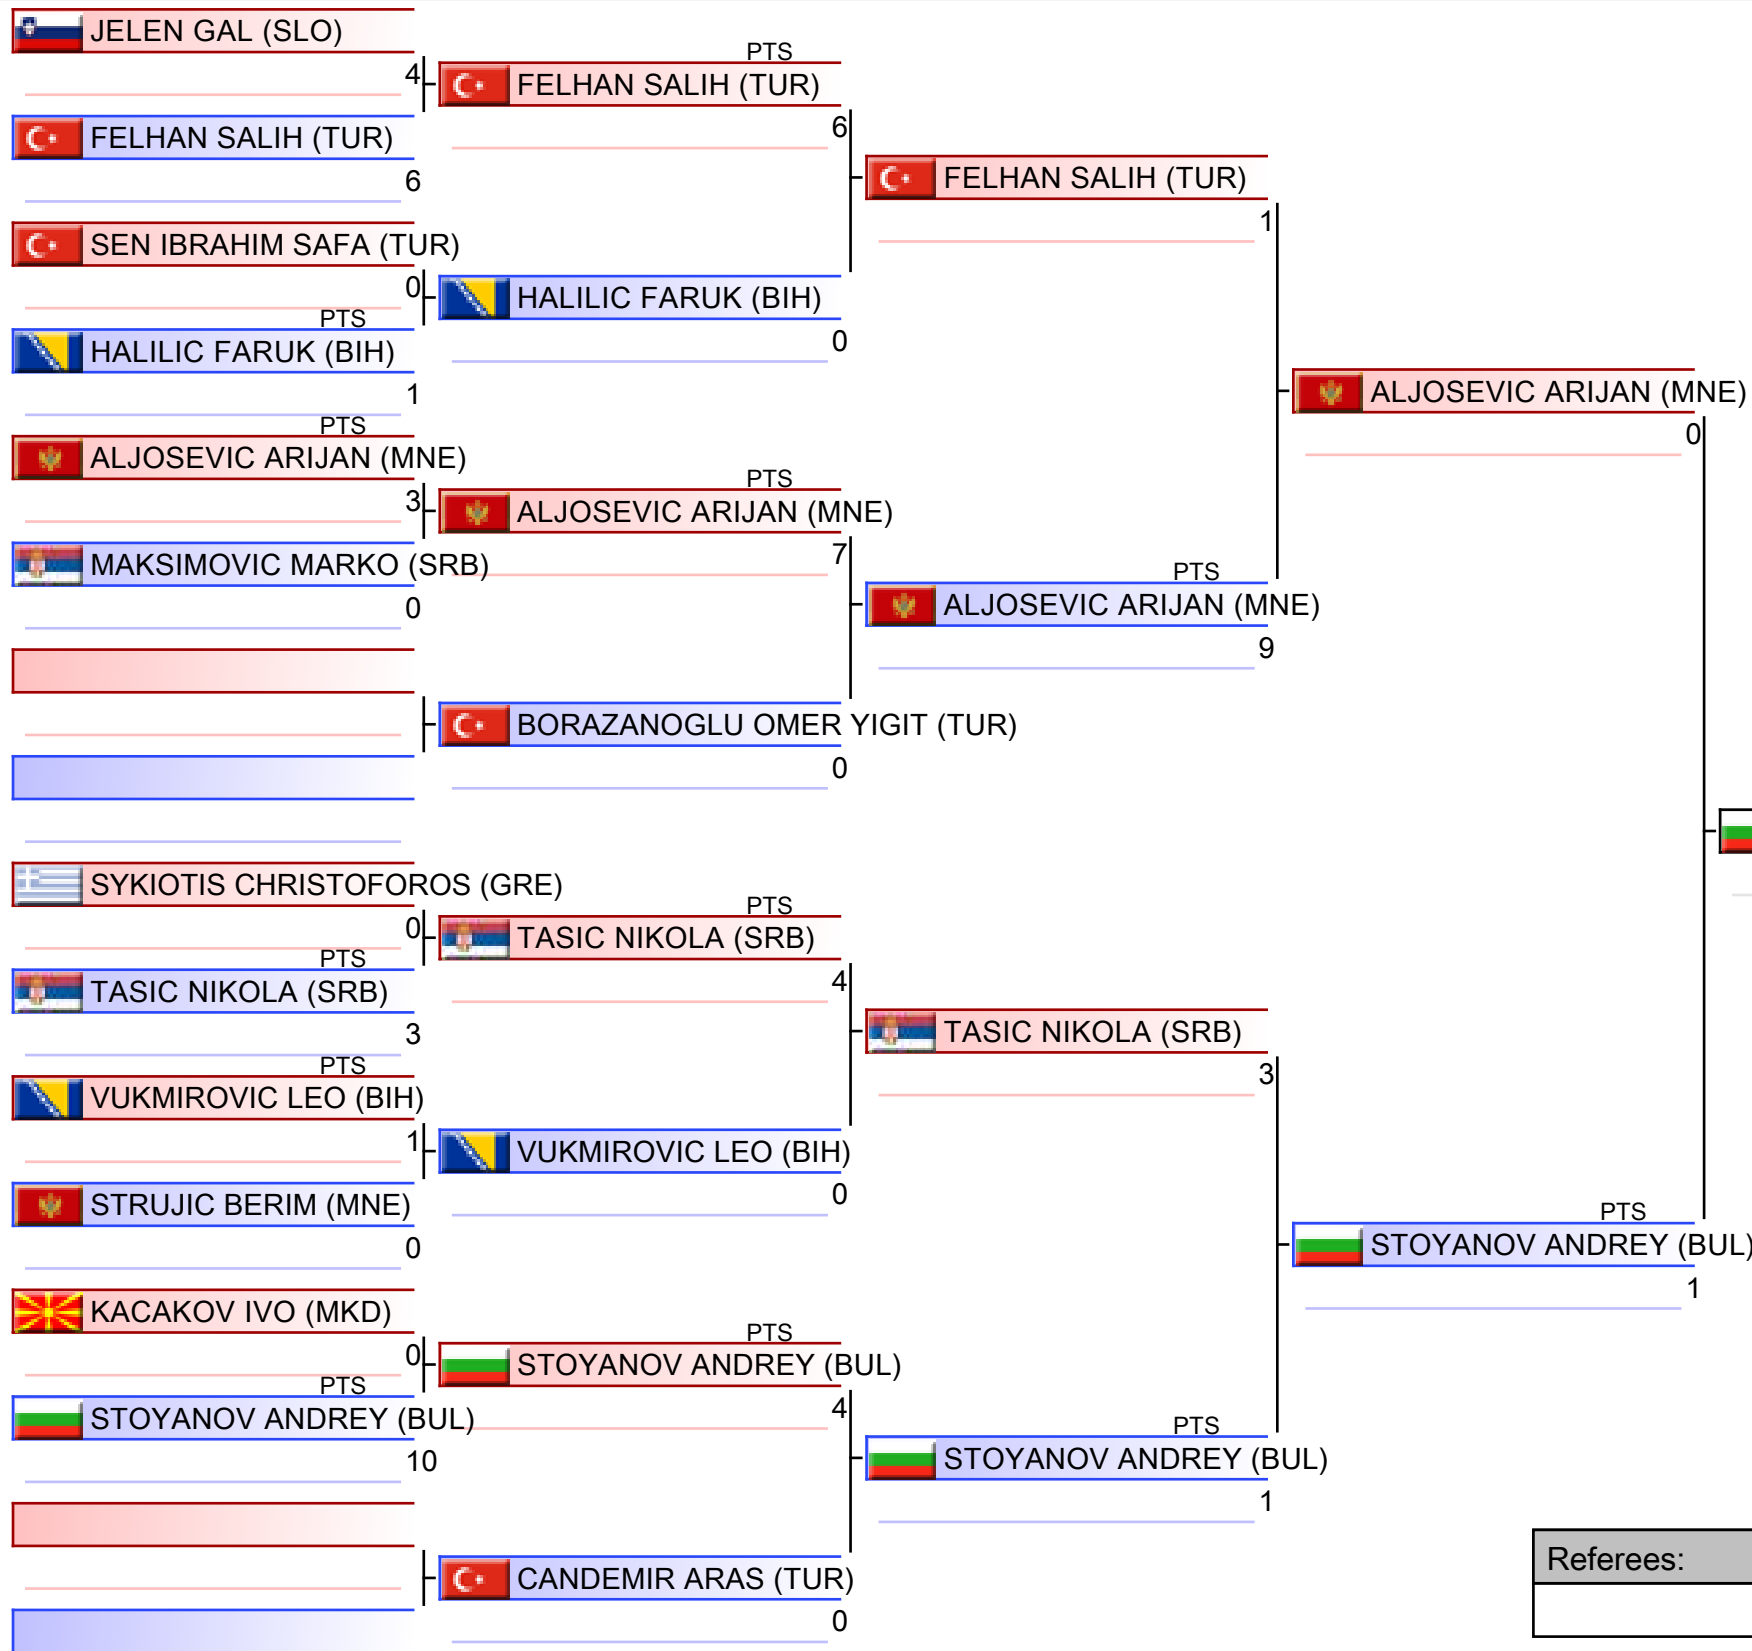 JELEN GAL (SLO)
4
FELHAN SALIH (TUR)
6
SEN IBRAHIM SAFA (TUR)
0
PTS
HALILIC FARUK (BIH)
1
PTS
ALJOSEVIC ARIJAN (MNE)
3
MAKSIMOVIC MARKO (SRB)
0
SYKIOTIS CHRISTOFOROS (GRE)
0
PTS
TASIC NIKOLA (SRB)
3
PTS
VUKMIROVIC LEO (BIH)
1
STRUJIC BERIM (MNE)
0
KACAKOV IVO (MKD)
0
PTS
STOYANOV ANDREY (BUL)
10
PTS
FELHAN SALIH (TUR)
6
HALILIC FARUK (BIH)
0
PTS
ALJOSEVIC ARIJAN (MNE)
7
BORAZANOGLU OMER YIGIT (TUR)
0
PTS
TASIC NIKOLA (SRB)
4
VUKMIROVIC LEO (BIH)
0
PTS
STOYANOV ANDREY (BUL)
4
CANDEMIR ARAS (TUR)
0
FELHAN SALIH (TUR)
1
PTS
ALJOSEVIC ARIJAN (MNE)
9
TASIC NIKOLA (SRB)
3
PTS
STOYANOV ANDREY (BUL)
1
ALJOSEVIC ARIJAN (MNE)
0
PTS
STOYANOV ANDREY (BUL)
1
Referees: